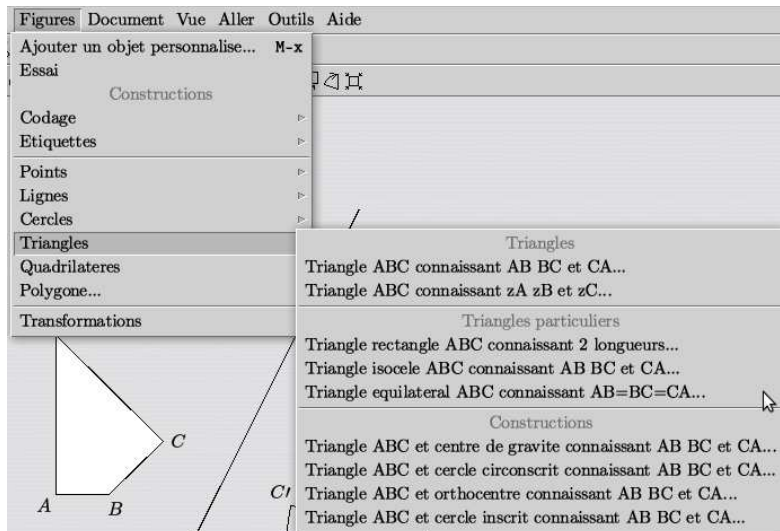 Figures Document Vue Aller Outils Aide
Ajouter un objet personnalise... M-x
Essai
Constructions
Codage
Etiquettes
Points
Lignes
Cercles
Triangles
Quadrilateres
Polygone...
Transformations
Triangles
Triangle ABC connaissant AB BC et CA...
Triangle ABC connaissant zA zB et zC...
Triangles particuliers
Triangle rectangle ABC connaissant 2 longueurs...
Triangle isocele ABC connaissant AB BC et CA...
Triangle equilateral ABC connaissant AB=BC=CA...
Constructions
Triangle ABC et centre de gravite connaissant AB BC et CA...
Triangle ABC et cercle circonscrit connaissant AB BC et CA...
Triangle ABC et orthocentre connaissant AB BC et CA...
Triangle ABC et cercle inscrit connaissant AB BC et CA...
C
A B C′